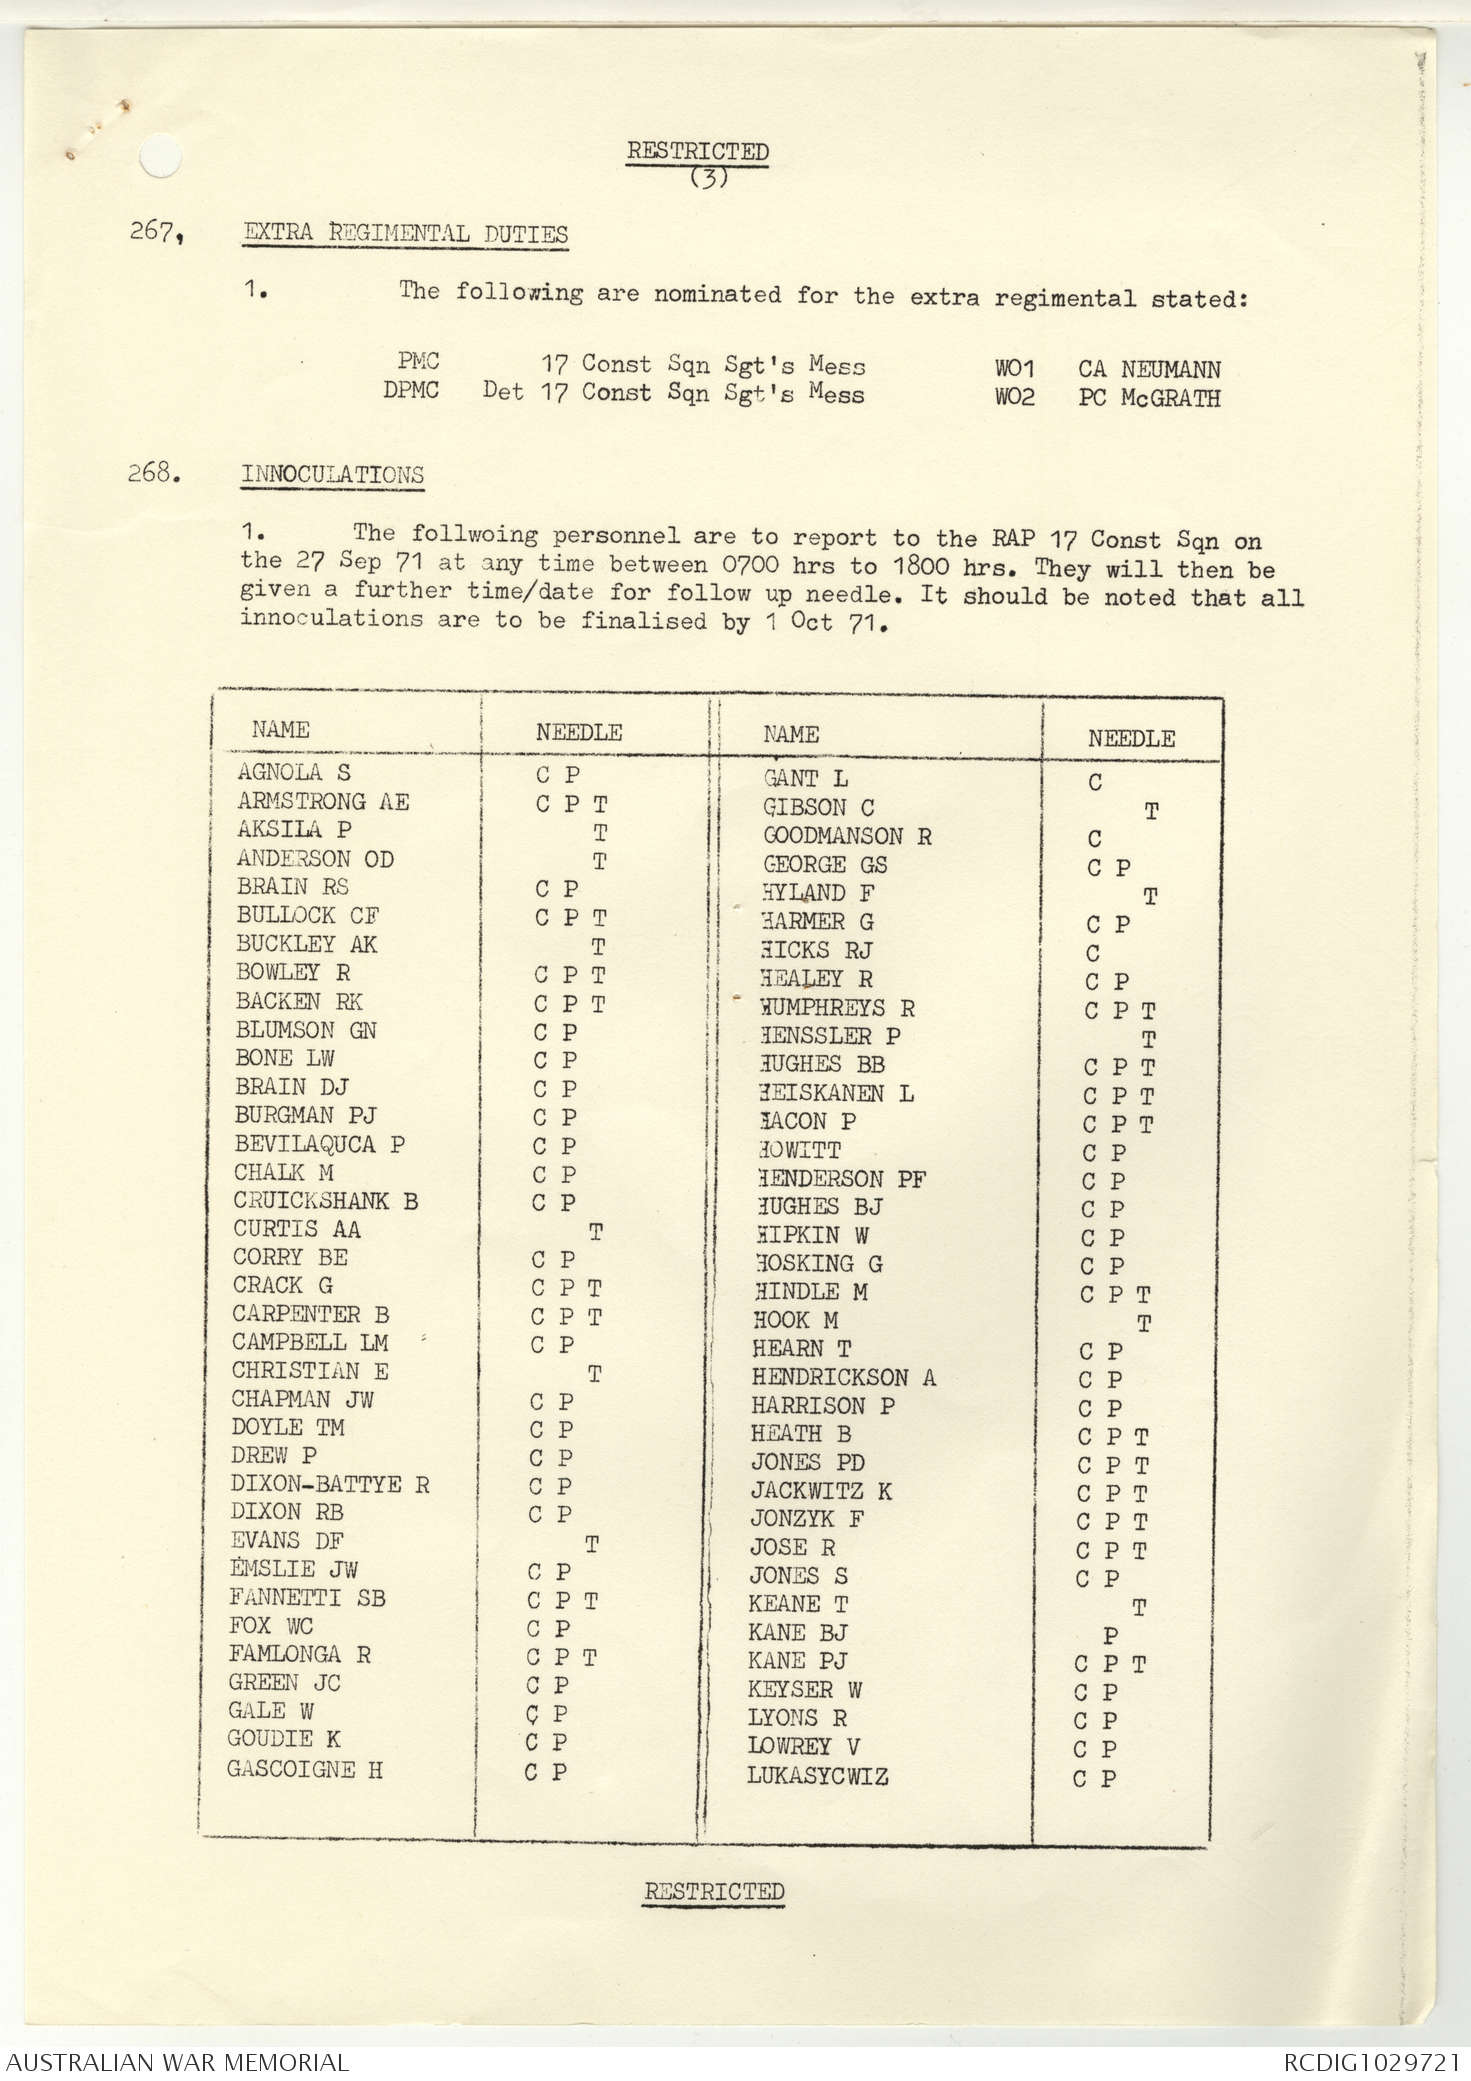 RESTRICTED
(3)
267, EXTRA REGIMENTAL DUTIES
1. The following are nominated for the extra regimental stated:
PMC 17 Const Sqn Sgt's Mess WO1 CA NEUMANN
DPMC Det 17 Const Sqn Sgt's Mess WO2 PC McGRATH
268. INNOCULATIONS
1. The follwoing personnel are to report to the RAP 17 Const Sqn on
the 27 Sep 71 at any time between 0700 hrs to 1800 hrs. They will then be
given a further time/date for follow up needle. It should be noted that all
innoculations are to be finalised by 1 Oct 71.
NAME NEEDLE NAME NEEDLE
AGNOLA S C P GANT L C
ARMSTRONG AE C P T GIBSON C T
AKSILA P T GOODMANSON R C
ANDERSON OD T GEORGE GS C P
BRAIN RS C P HYLAND F T
BULLOCK CF C P T HARMER G C P
BUCKLEY AK T HICKS RJ C
BOWLEY R C P T HEALEY R C P
BACKEN RK C P T HUMPHREYS R C P T
BLUMSON GN C P HENSSLER P T
BONE LW C P HUGHES BB C P T
BRAIN DJ C P HEISKANEN L C P T
BURGMAN PJ C P HACON P C P T
BEVILAQUCA P C P HOWITT C P
CHALK M C P HENDERSON PF C P
CRUICKSHANK B C P HUGHES BJ C P
CURTIS AA T HIPKIN W C P
CORRY BE C P HOSKING G C P
CRACK G C P T HINDLE M C P T
CARPENTER B C P T HOOK M T
CAMPBELL LM C P HEARN T C P
CHRISTIAN E T HENDRICKSON A C P
CHAPMAN JW C P HARRISON P C P
DOYLE TM C P HEATH B C P T
DREW P C P JONES PD C P T
DIXON-BATTYE R C P JACKWITZ K C P T
DIXON RB C P JONZYK F C P T
EVANS DF T JOSE R C P T
EMSLIE JW C P JONES S C P
FANNETTI SB C P T KEANE T T
FOX WC C P KANE BJ P
FAMLONGA R C P T KANE PJ C P T
GREEN JC C P KEYSER W C P
GALE W C P LYONS R C P
GOUDIE K C P LOWREY V C P
GASCOIGNE H C P LUKASYCWIZ C P
RESTRICTED
AUSTRALIAN WAR MEMORIAL RCDIG1029721